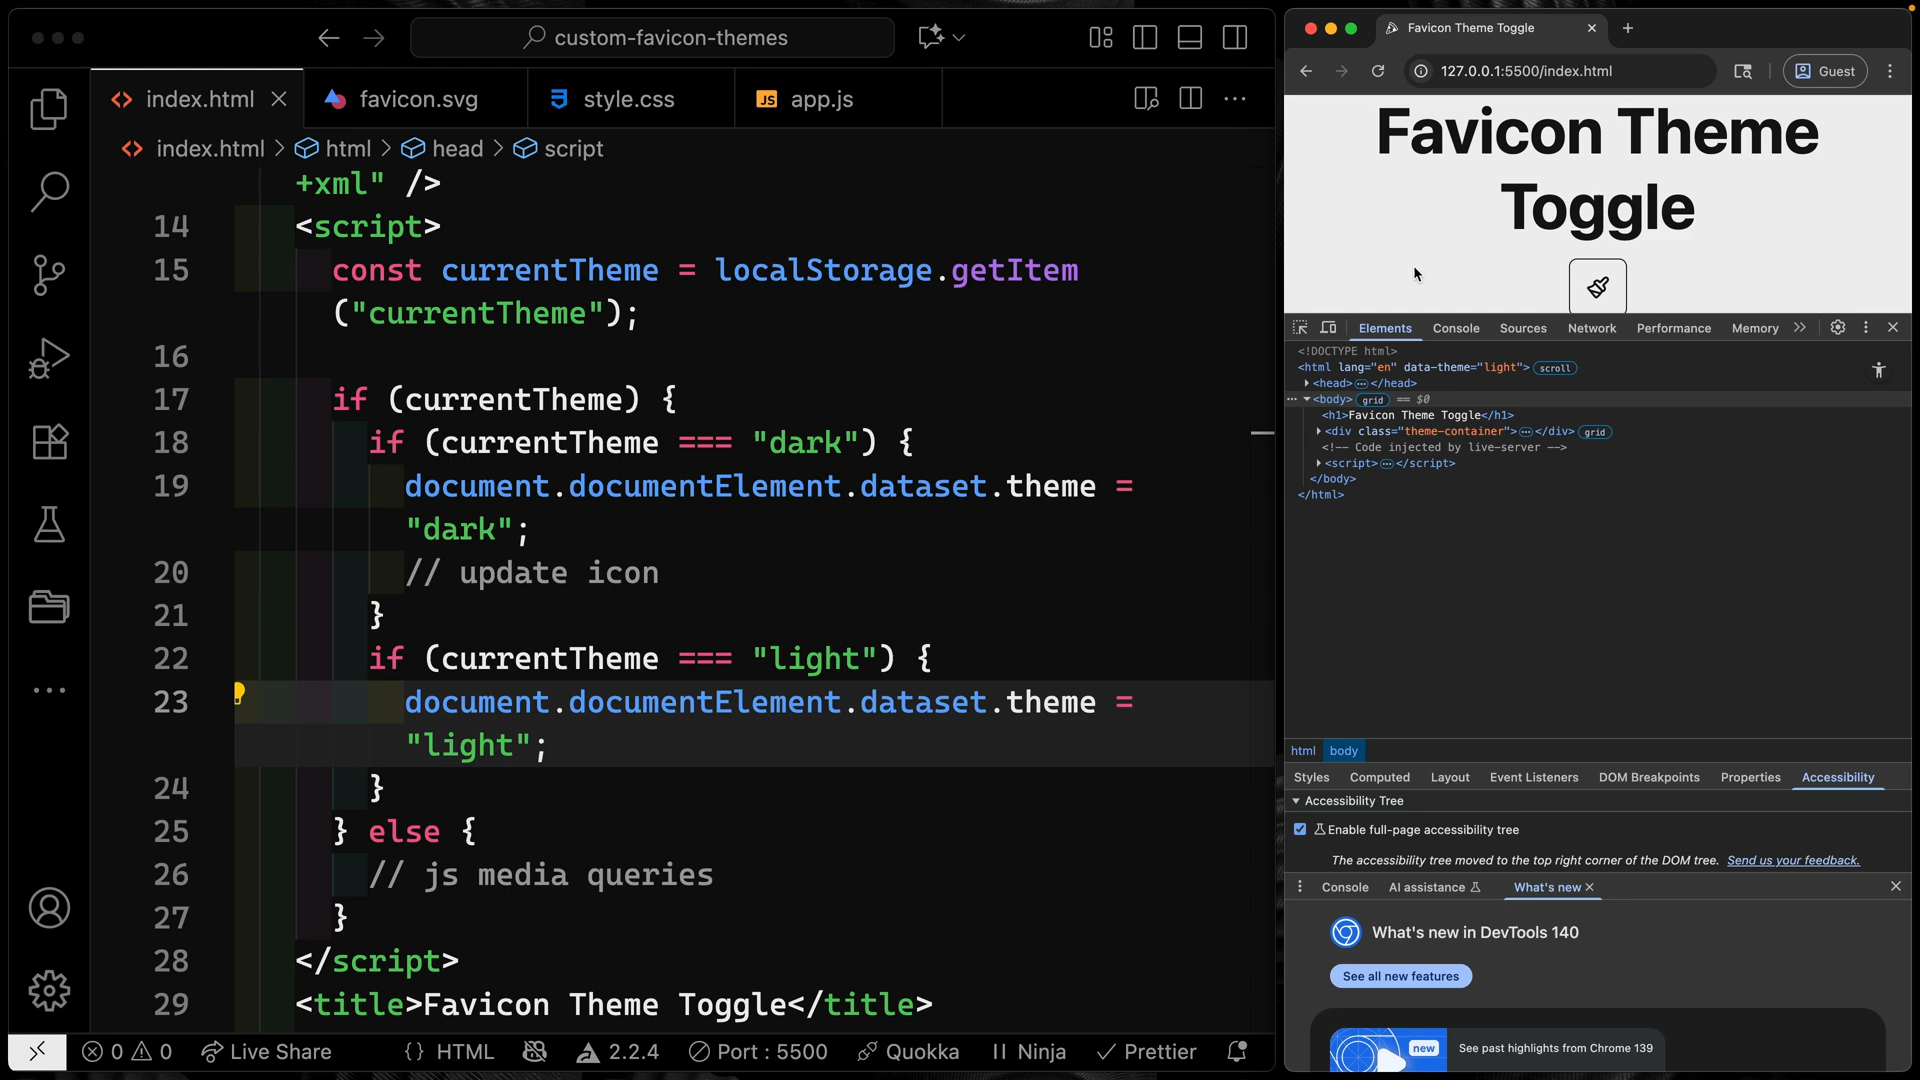 custom-favicon-themes
index.html
favicon.svg
style.css
JS app.js
index.html > html > head > script
+xml" />
14 <script>
15 const currentTheme = localStorage.getItem
("currentTheme");
16
17 if (currentTheme) {
18 if (currentTheme === "dark") {
19 document.documentElement.dataset.theme =
"dark";
20 // update icon
21 }
22 if (currentTheme === "light") {
23 document.documentElement.dataset.theme =
"light";
24 }
25 } else {
26 // js media queries
27 }
28 </script>
29 <title>Favicon Theme Toggle</title>
0 0 Live Share {} HTML 2.2.4 Port : 5500 Quokka Ninja Prettier
Favicon Theme Toggle
127.0.0.1:5500/index.html
Guest
Favicon Theme
Toggle
Elements Console Sources Network Performance Memory
<!DOCTYPE html>
<html lang="en" data-theme="light"> scroll
<head> ⋯ </head>
<body> grid == $0
<h1>Favicon Theme Toggle</h1>
<div class="theme-container"> ⋯ </div> grid
<!-- Code injected by live-server -->
<script> ⋯ </script>
</body>
</html>
html body
Styles Computed Layout Event Listeners DOM Breakpoints Properties Accessibility
Accessibility Tree
Enable full-page accessibility tree
The accessibility tree moved to the top right corner of the DOM tree. Send us your feedback.
Console AI assistance What's new
What's new in DevTools 140
See all new features
new
See past highlights from Chrome 139